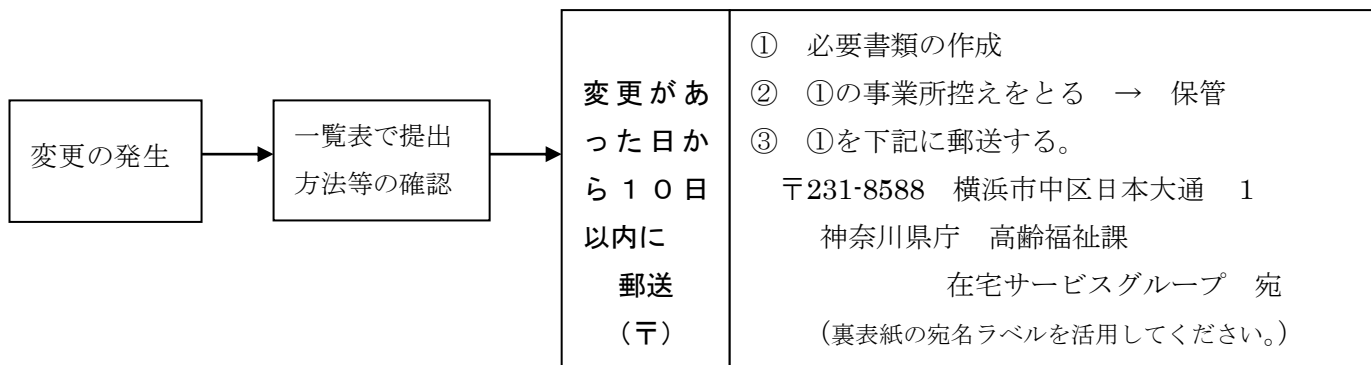 変更の発生
一覧表で提出
方法等の確認
変更があ
った日か
ら１０日
以内に
郵送
（〒）
①　必要書類の作成
②　①の事業所控えをとる　→　保管
③　①を下記に郵送する。
〒231-8588　横浜市中区日本大通　１
神奈川県庁　高齢福祉課
在宅サービスグループ　宛
（裏表紙の宛名ラベルを活用してください。）